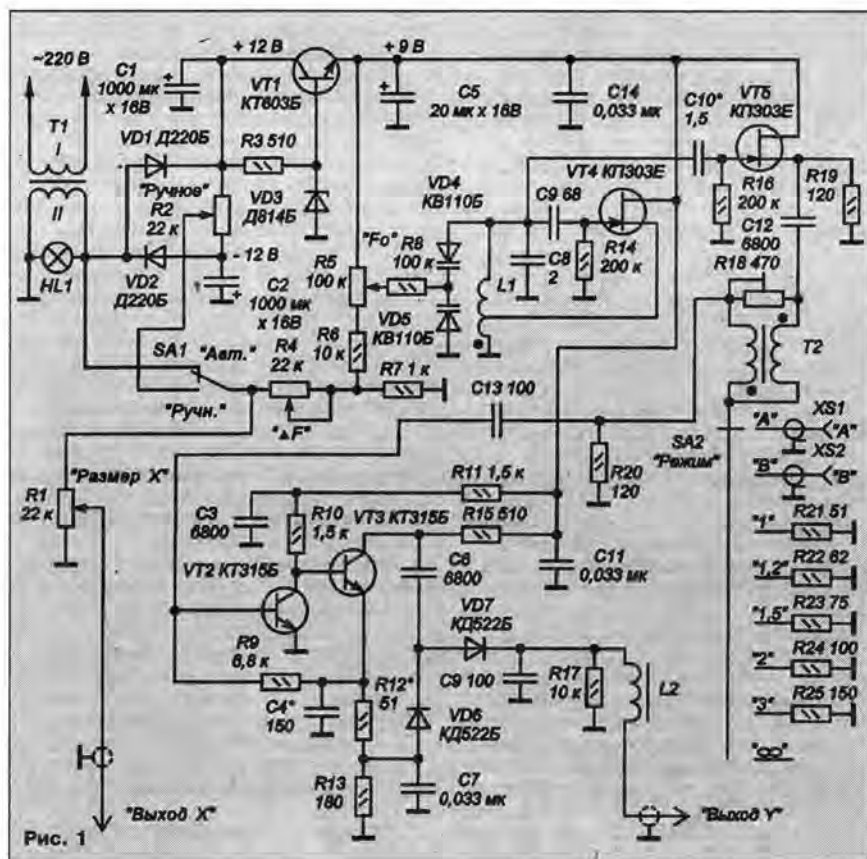 ~220 В
+ 12 В
+ 9 В
C1
1000 мк
х 16В
VT1
КТ603Б
C5
20 мк х 16В
C14
0,033 мк
C10*
1,5
VT5
КП303Е
T1
I
II
VD1 Д220Б
R3 510
VT4 КП303Е
"Ручное"
R2
22 к
VD3
Д814Б
VD4
КВ110Б
C9 68
R16
200 к
R19
120
C12
6800
"Fo"
R8
100 к
R5
100 к
L1
C8
2
R14
200 к
R18 470
- 12 В
HL1
VD2
Д220Б
C2
1000 мк
х 16В
VD5
КВ110Б
T2
SA1
"Авт."
R4
22 к
R6
10 к
R7 1 к
"Ручн."
"▲F"
C13 100
SA2
"Режим"
"А"
XS1
"А"
XS2
"В"
"В"
"Размер X"
R1
22 к
R20
120
R11 1,5 к
C3
6800
R10
1,5 к
VT3 КТ315Б
R15 510
"1"
R21 51
VT2 КТ315Б
C6
6800
C11
0,033 мк
"1,2"
R22 62
VD7
КД522Б
"1,5"
R23 75
R9
6,8 к
C9 100
R17
10 к
L2
"2"
R24 100
C4*
150
R12*
51
VD6
КД522Б
"3"
R25 150
R13
180
C7
0,033 мк
"∞"
"Выход X"
"Выход Y"
Рис. 1